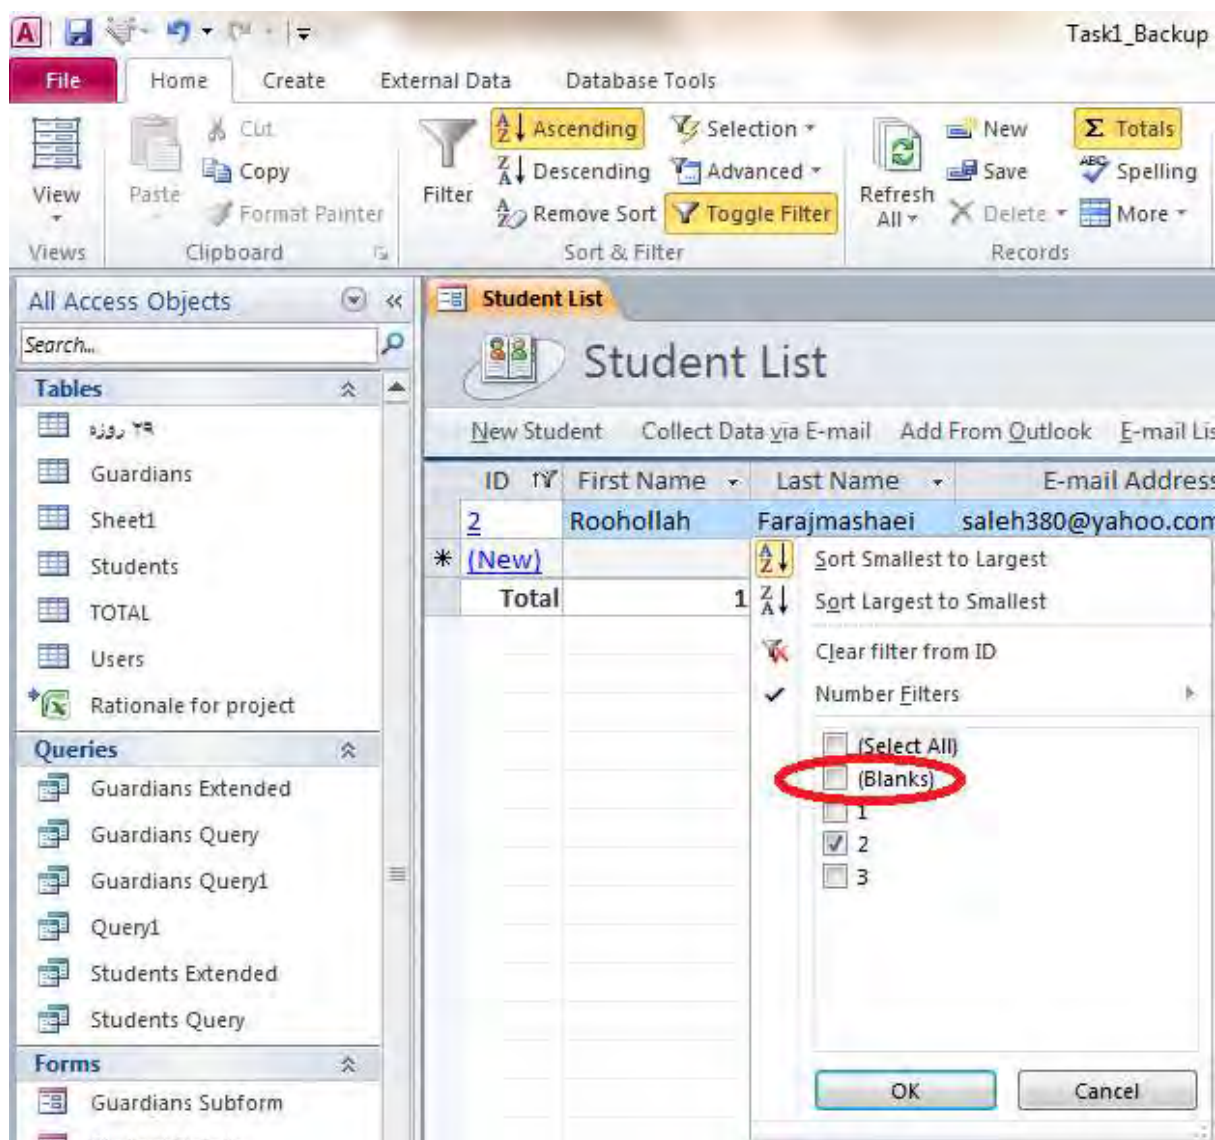 Task1_Backup
File Home Create External Data Database Tools
Cut
Copy
Format Painter
View
Paste
Filter
Ascending
Descending
Remove Sort
Selection
Advanced
Toggle Filter
Refresh
All
New
Save
Delete
Totals
Spelling
More
Views Clipboard Sort & Filter Records
All Access Objects
Search...
Tables
۲۹ روزه
Guardians
Sheet1
Students
TOTAL
Users
Rationale for project
Queries
Guardians Extended
Guardians Query
Guardians Query1
Query1
Students Extended
Students Query
Forms
Guardians Subform
Student List
Student List
New Student Collect Data via E-mail Add From Outlook E-mail Lis
ID First Name Last Name E-mail Address
2 Roohollah Farajmashaei saleh380@yahoo.com
(New)
Total 1
Sort Smallest to Largest
Sort Largest to Smallest
Clear filter from ID
Number Filters
(Select All)
(Blanks)
1
2
3
OK Cancel